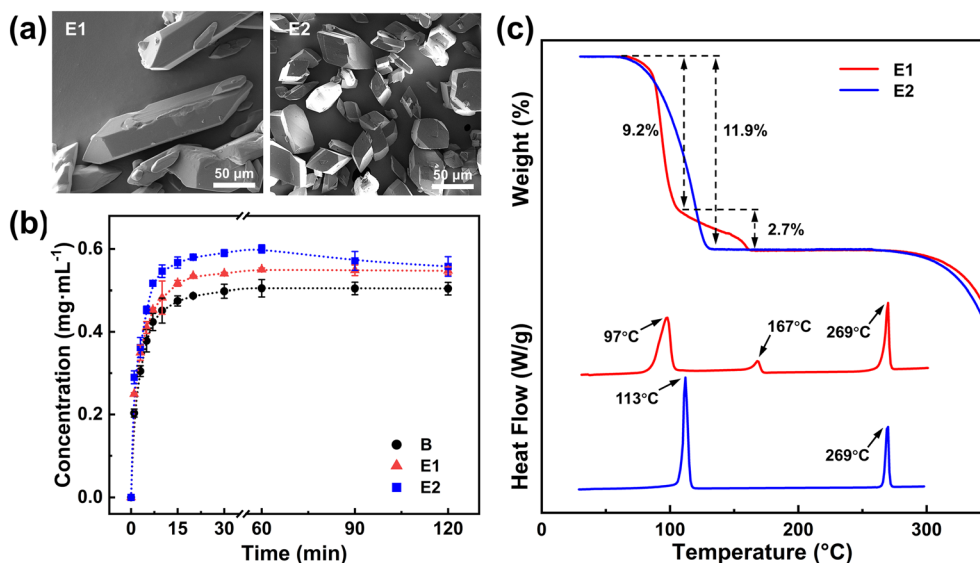 (a)
E1
50 μm
E2
50 μm
(b)
Concentration (mg·mL⁻¹)
0.6
0.4
0.2
0.0
B
E1
E2
0 15 30 60 90 120
Time (min)
(c)
Weight (%)
E1
E2
9.2%
11.9%
2.7%
Heat Flow (W/g)
97°C
167°C
269°C
113°C
269°C
0 100 200 300
Temperature (°C)